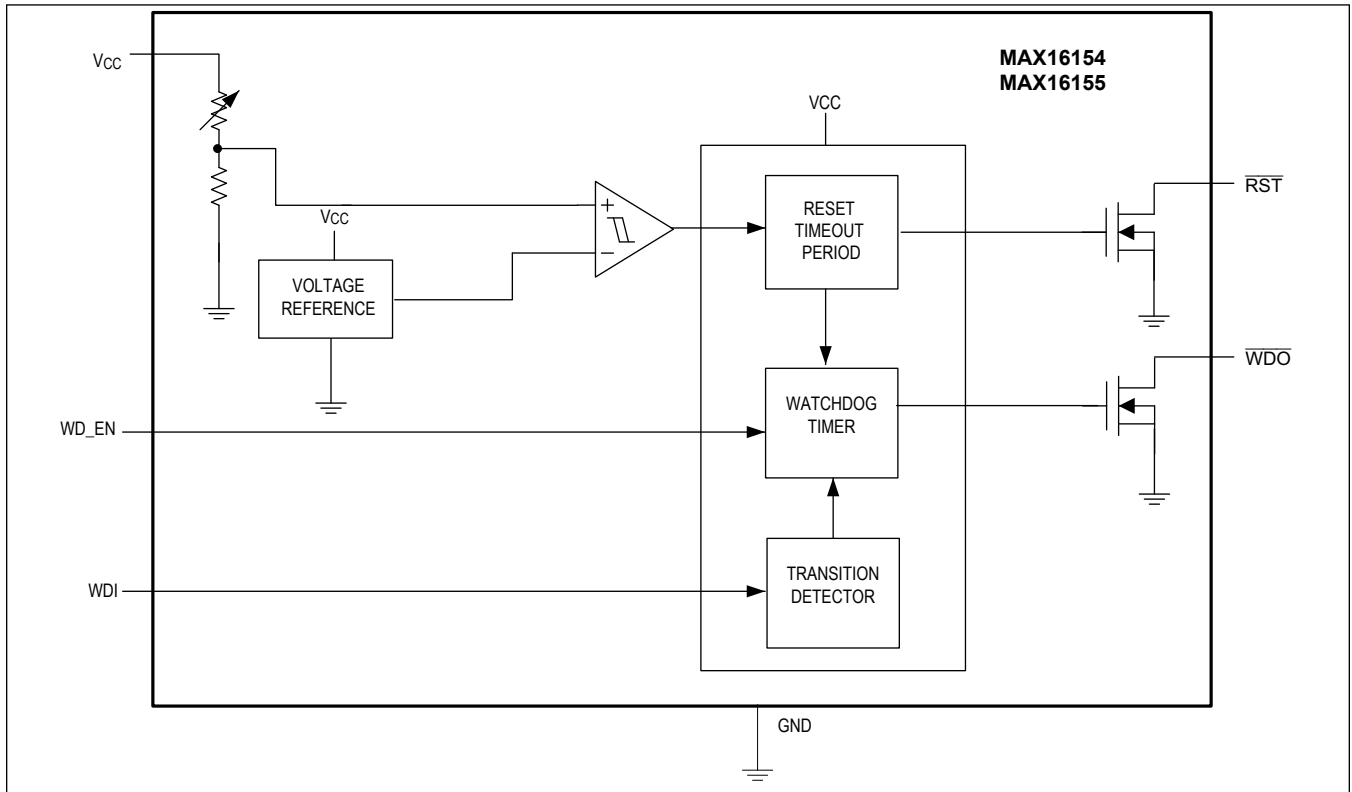 MAX16154
MAX16155
VCC
VCC
RST
RESET
TIMEOUT
PERIOD
+
−
VCC
VOLTAGE
REFERENCE
WDO
WATCHDOG
TIMER
WD_EN
TRANSITION
DETECTOR
WDI
GND